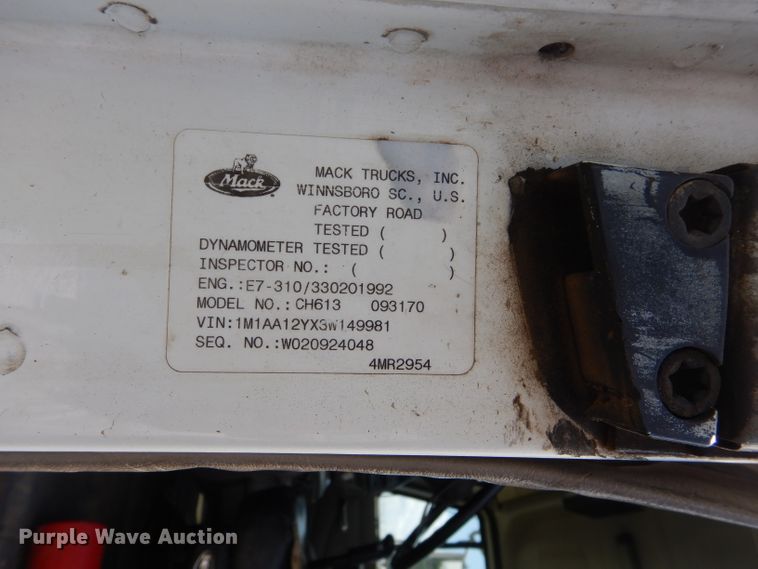 Mack
MACK TRUCKS, INC.
WINNSBORO SC., U.S.
FACTORY ROAD
TESTED ( )
DYNAMOMETER TESTED ( )
INSPECTOR NO.: ( )
ENG.:E7-310/330201992
MODEL NO.:CH613 093170
VIN:1M1AA12YX3W149981
SEQ. NO.:W020924048
4MR2954
Purple Wave Auction